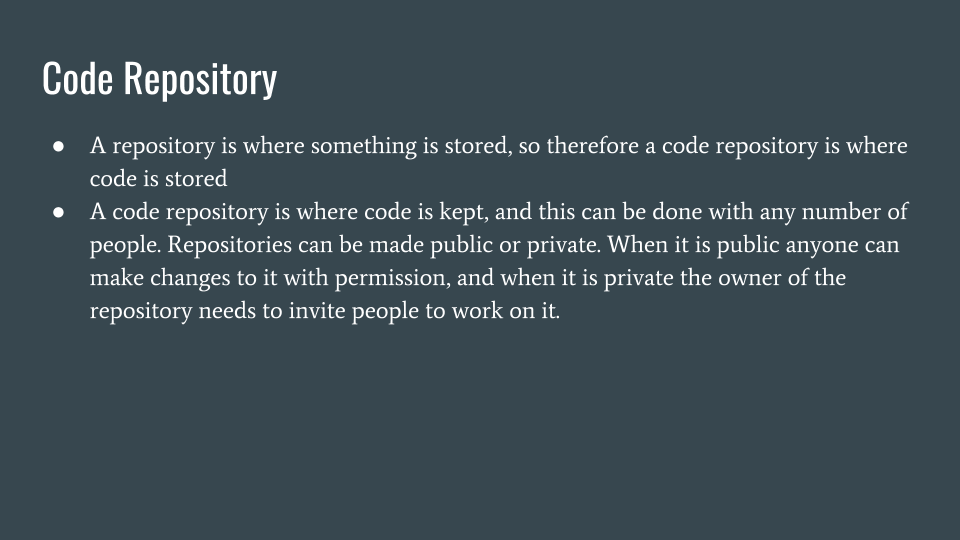 Code Repository
● A repository is where something is stored, so therefore a code repository is where
code is stored
● A code repository is where code is kept, and this can be done with any number of
people. Repositories can be made public or private. When it is public anyone can
make changes to it with permission, and when it is private the owner of the
repository needs to invite people to work on it.